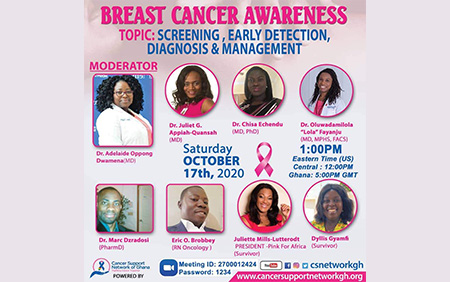 BREAST CANCER AWARENESS
TOPIC: SCREENING , EARLY DETECTION,
DIAGNOSIS & MANAGEMENT
MODERATOR
Dr. Adelaide Oppong
Dwamena(MD)
Dr. Juliet G.
Appiah-Quansah
(MD)
Dr. Chisa Echendu
(MD, PhD)
Dr. Oluwadamilola
"Lola" Fayanju
(MD, MPHS, FACS)
Saturday
OCTOBER
17th, 2020
1:00PM
Eastern Time (US)
Central : 12:00PM
Ghana: 5:00PM GMT
Dr. Marc Dzradosi
(PharmD)
Eric O. Brobbey
(RN Oncology )
Juliette Mills-Lutterodt
PRESIDENT -Pink For Africa
(Survivor)
Dyllis Gyamfi
(Survivor)
Cancer Support
Network of Ghana
POWERED BY
Meeting ID: 2700012424
Password: 1234
YouTube
csnetworkgh
www.cancersupportnetworkgh.org